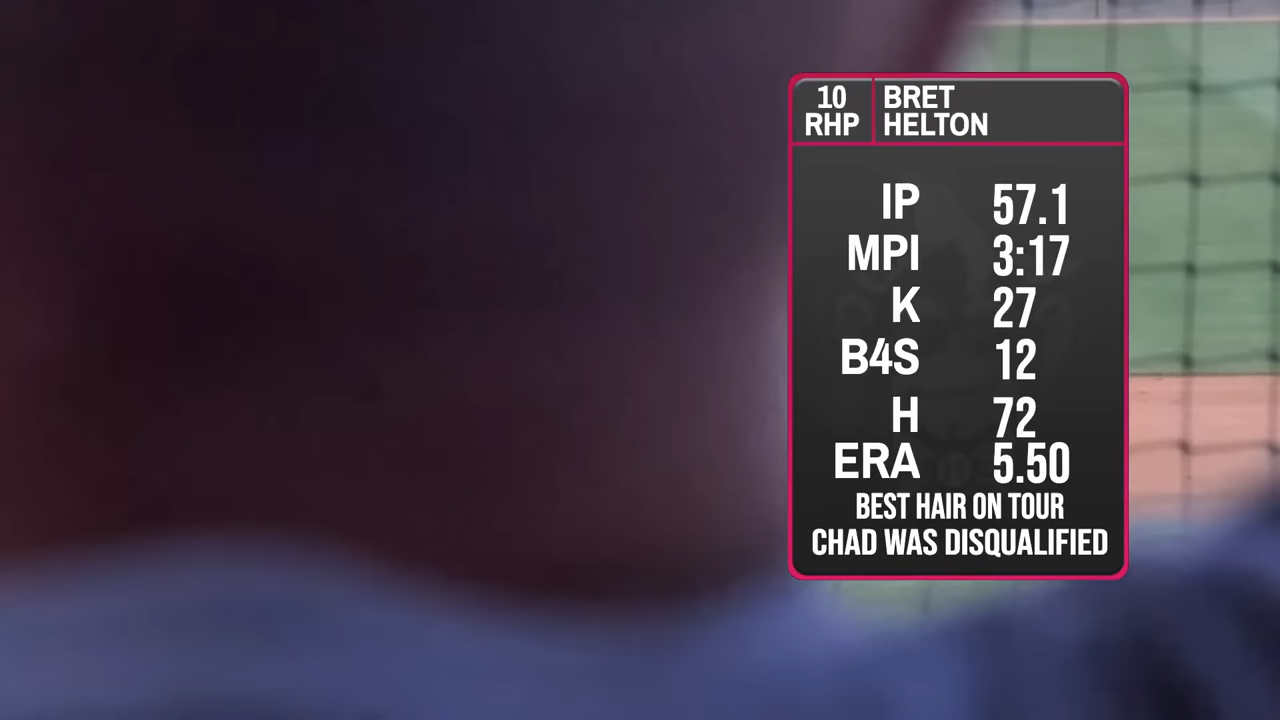 10 BRET
RHP HELTON
IP 57.1
MPI 3:17
K 27
B4S 12
H 72
ERA 5.50
BEST HAIR ON TOUR
CHAD WAS DISQUALIFIED